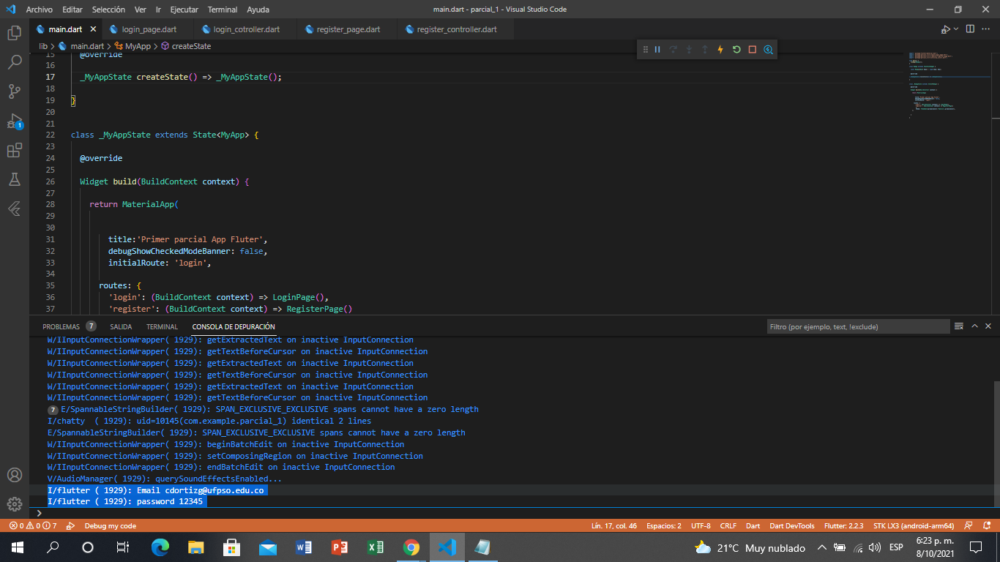 Archivo Editar Selección Ver Ir Ejecutar Terminal Ayuda main.dart - parcial_1 - Visual Studio Code
main.dart login_page.dart login_cotroller.dart register_page.dart register_controller.dart
lib > main.dart > MyApp > createState
15 @override
16
17 _MyAppState createState() => _MyAppState();
18
19 }
20
21
22 class _MyAppState extends State<MyApp> {
23
24 @override
25
26 Widget build(BuildContext context) {
27
28 return MaterialApp(
29
30
31 title:'Primer parcial App Fluter',
32 debugShowCheckedModeBanner: false,
33 initialRoute: 'login',
34
35 routes: {
36 'login': (BuildContext context) => LoginPage(),
37 'register': (BuildContext context) => RegisterPage()
1
PROBLEMAS 7 SALIDA TERMINAL CONSOLA DE DEPURACIÓN Filtro (por ejemplo, text, !exclude)
W/IInputConnectionWrapper( 1929): getExtractedText on inactive InputConnection
W/IInputConnectionWrapper( 1929): getTextBeforeCursor on inactive InputConnection
W/IInputConnectionWrapper( 1929): getExtractedText on inactive InputConnection
W/IInputConnectionWrapper( 1929): getTextBeforeCursor on inactive InputConnection
W/IInputConnectionWrapper( 1929): getExtractedText on inactive InputConnection
W/IInputConnectionWrapper( 1929): getTextBeforeCursor on inactive InputConnection
7 E/SpannableStringBuilder( 1929): SPAN_EXCLUSIVE_EXCLUSIVE spans cannot have a zero length
I/chatty  ( 1929): uid=10145(com.example.parcial_1) identical 2 lines
E/SpannableStringBuilder( 1929): SPAN_EXCLUSIVE_EXCLUSIVE spans cannot have a zero length
W/IInputConnectionWrapper( 1929): beginBatchEdit on inactive InputConnection
W/IInputConnectionWrapper( 1929): setComposingRegion on inactive InputConnection
W/IInputConnectionWrapper( 1929): endBatchEdit on inactive InputConnection
V/AudioManager( 1929): querySoundEffectsEnabled...
I/flutter ( 1929): Email cdortizg@ufpso.edu.co
I/flutter ( 1929): password 12345
>
0 0 7 Debug my code Lín. 17, col. 46 Espacios: 2 UTF-8 CRLF Dart Dart DevTools Flutter: 2.2.3 STK LX3 (android-arm64)
21°C Muy nublado ESP 6:23 p. m.
8/10/2021